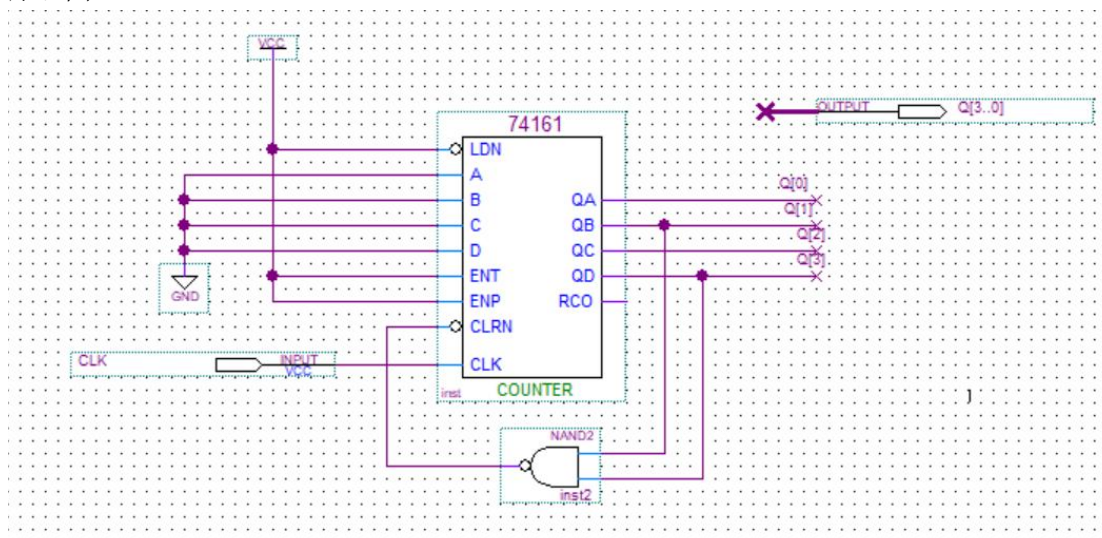 VCC
OUTPUT Q[3..0]
74161
LDN
A
B QA Q[0]
C QB Q[1]
D QC Q[2]
ENT QD Q[3]
ENP RCO
GND
CLRN
CLK INPUT
VCC
CLK
inst COUNTER
]
NAND2
inst2